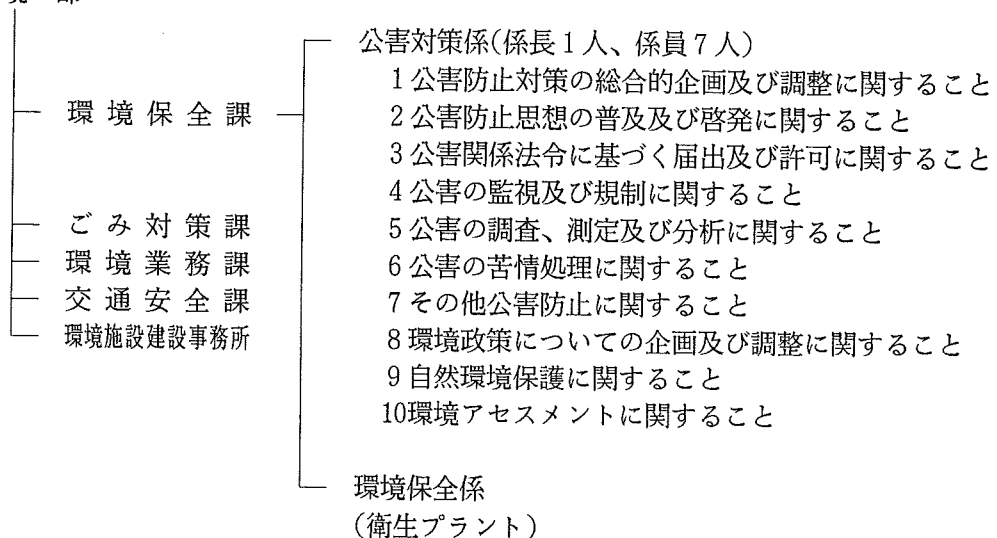 公害対策係(係長1人、係員7人)
1公害防止対策の総合的企画及び調整に関すること
環境保全課
2公害防止思想の普及及び啓発に関すること
3公害関係法令に基づく届出及び許可に関すること
4公害の監視及び規制に関すること
ごみ対策課
5公害の調査、測定及び分析に関すること
環境業務課
6公害の苦情処理に関すること
交通安全課
7その他公害防止に関すること
環境施設建設事務所
8環境政策についての企画及び調整に関すること
9自然環境保護に関すること
10環境アセスメントに関すること
環境保全係
(衛生プラント)